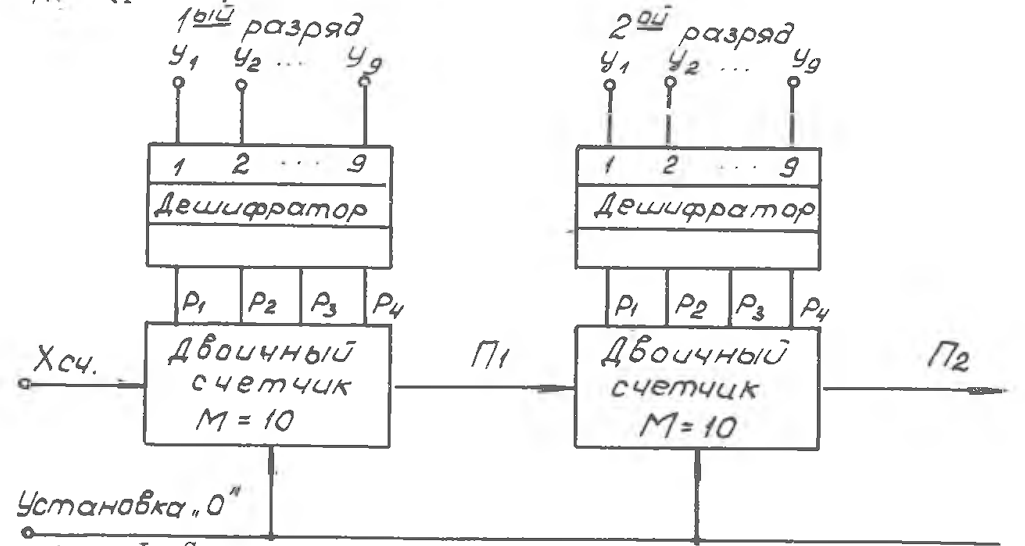 1ый разряд 2ой разряд
У1 У2 ... У9 У1 У2 ... У9
1 2 ... 9 1 2 ... 9
Дешифратор Дешифратор
P1 P2 P3 P4 P1 P2 P3 P4
Хсч. Двоичный счетчик М = 10 П1 Двоичный счетчик М = 10 П2
Установка „0"